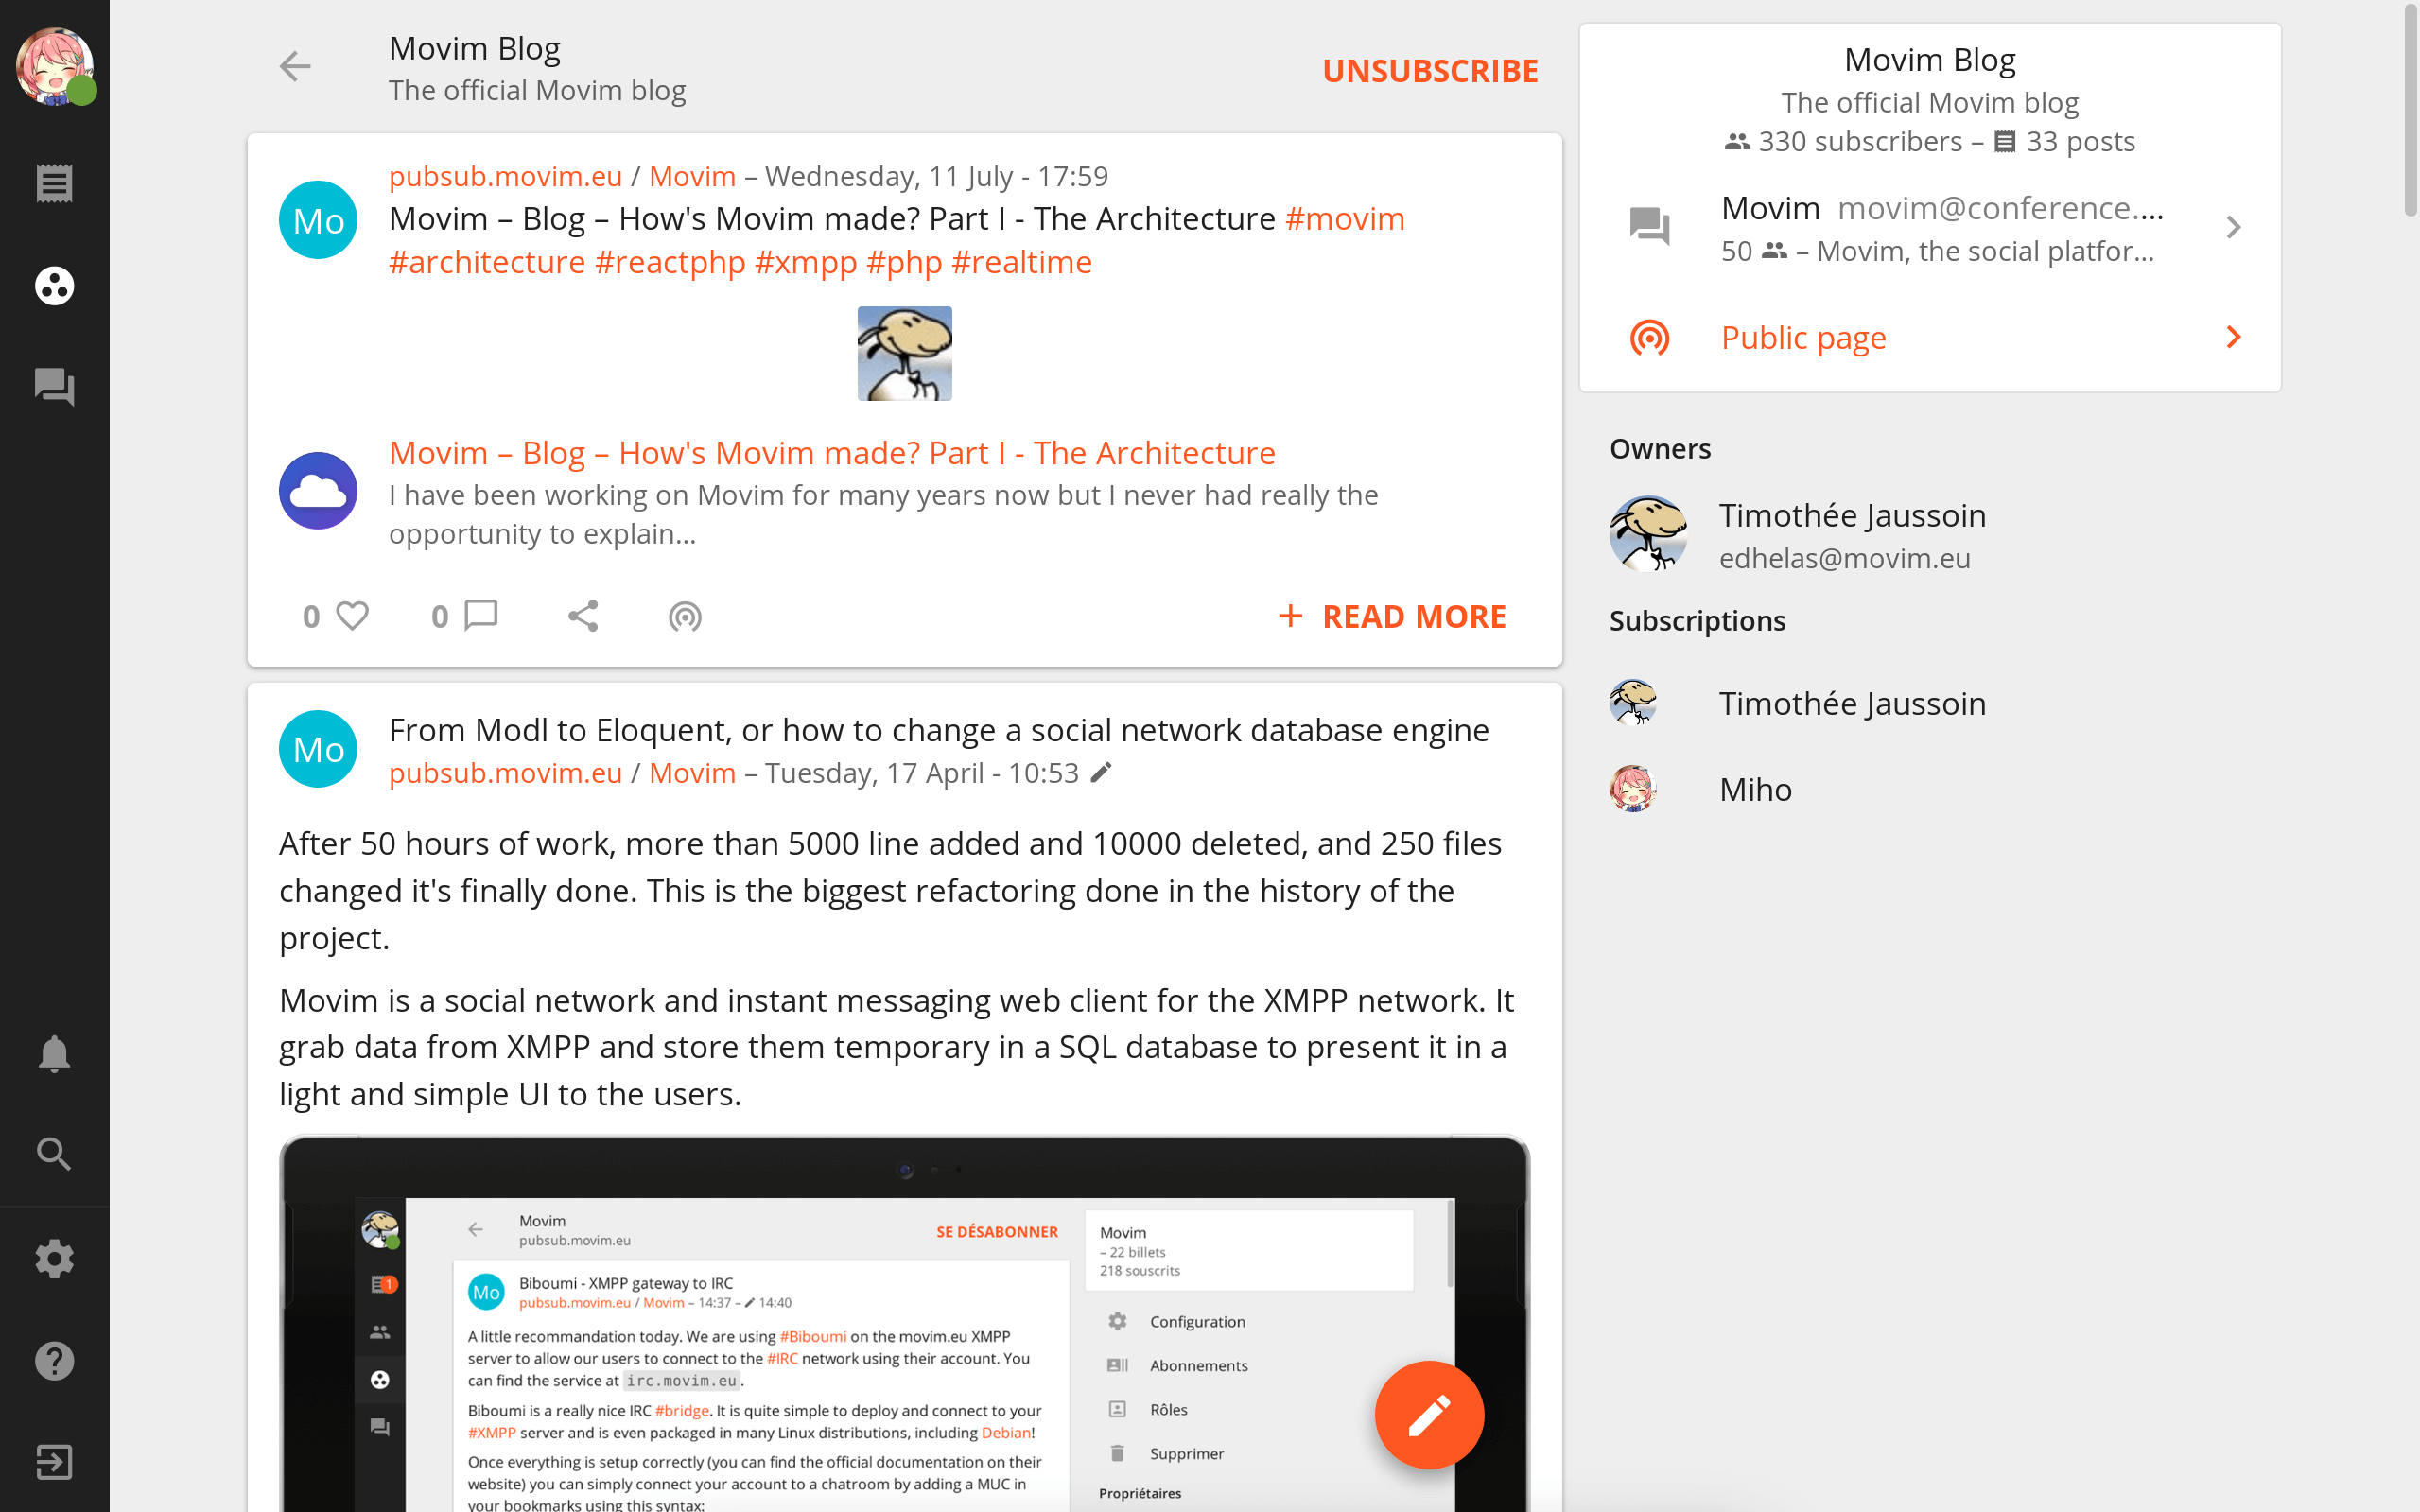 Movim Blog
The official Movim blog
UNSUBSCRIBE
Mo
pubsub.movim.eu / Movim – Wednesday, 11 July - 17:59
Movim – Blog – How's Movim made? Part I - The Architecture #movim
#architecture #reactphp #xmpp #php #realtime
Movim – Blog – How's Movim made? Part I - The Architecture
I have been working on Movim for many years now but I never had really the
opportunity to explain...
0
0
+ READ MORE
Mo
From Modl to Eloquent, or how to change a social network database engine
pubsub.movim.eu / Movim – Tuesday, 17 April - 10:53
After 50 hours of work, more than 5000 line added and 10000 deleted, and 250 files
changed it's finally done. This is the biggest refactoring done in the history of the
project.
Movim is a social network and instant messaging web client for the XMPP network. It
grab data from XMPP and store them temporary in a SQL database to present it in a
light and simple UI to the users.
1
Movim
pubsub.movim.eu
SE DÉSABONNER
Mo
Biboumi - XMPP gateway to IRC
pubsub.movim.eu / Movim – 14:37 – 14:40
A little recommandation today. We are using #Biboumi on the movim.eu XMPP
server to allow our users to connect to the #IRC network using their account. You
can find the service at irc.movim.eu.
Biboumi is a really nice IRC #bridge. It is quite simple to deploy and connect to your
#XMPP server and is even packaged in many Linux distributions, including Debian!
Once everything is setup correctly (you can find the official documentation on their
website) you can simply connect your account to a chatroom by adding a MUC in
your bookmarks using this syntax:
Movim
– 22 billets
218 souscrits
Configuration
Abonnements
Rôles
Supprimer
Propriétaires
Movim Blog
The official Movim blog
330 subscribers – 33 posts
Movim movim@conference....
50 – Movim, the social platfor...
Public page
Owners
Timothée Jaussoin
edhelas@movim.eu
Subscriptions
Timothée Jaussoin
Miho